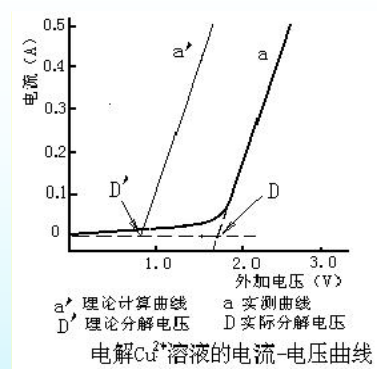 0.5
0.4
0.3
0.2
0.1
0
电流（A）
a′
a
D′
D
1.0
2.0
3.0
外加电压（V）
a′ 理论计算曲线 a 实测曲线
D′ 理论分解电压 D 实际分解电压
电解Cu²⁺溶液的电流-电压曲线